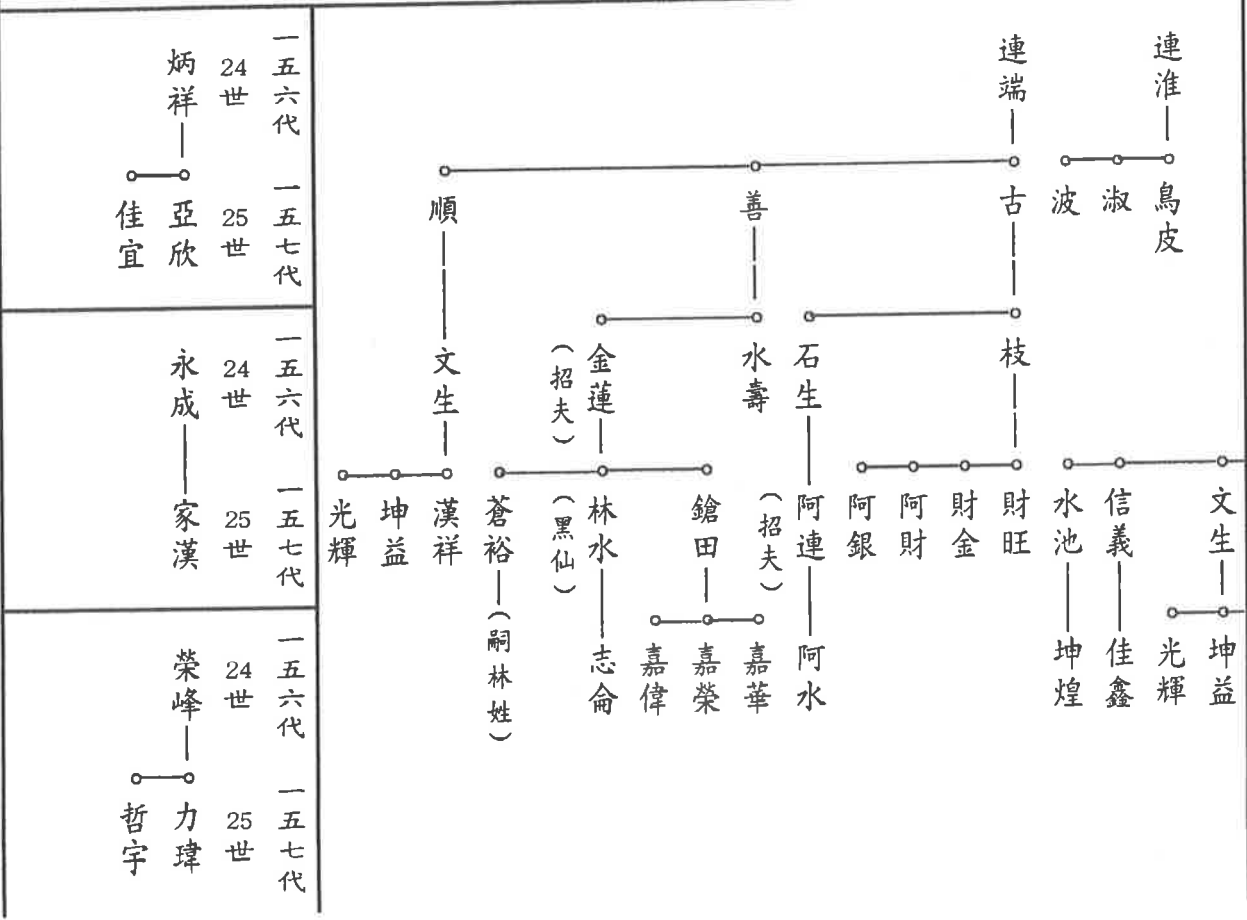 連淮
鳥皮
淑
波
連端
古
善
順
枝
石生
水壽
金蓮
（招夫）
文生
文生
信義
水池
財旺
財金
阿財
阿銀
阿連
（招夫）
鎗田
林水
（黑仙）
蒼裕
漢祥
坤益
光輝
坤益
光輝
佳鑫
坤煌
阿水
嘉華
嘉榮
嘉偉
志侖
（嗣林姓）
一五六代
一五七代
24世
25世
炳祥
亞欣
佳宜
一五六代
一五七代
24世
25世
永成
家漢
一五六代
一五七代
24世
25世
榮峰
力瑋
哲宇